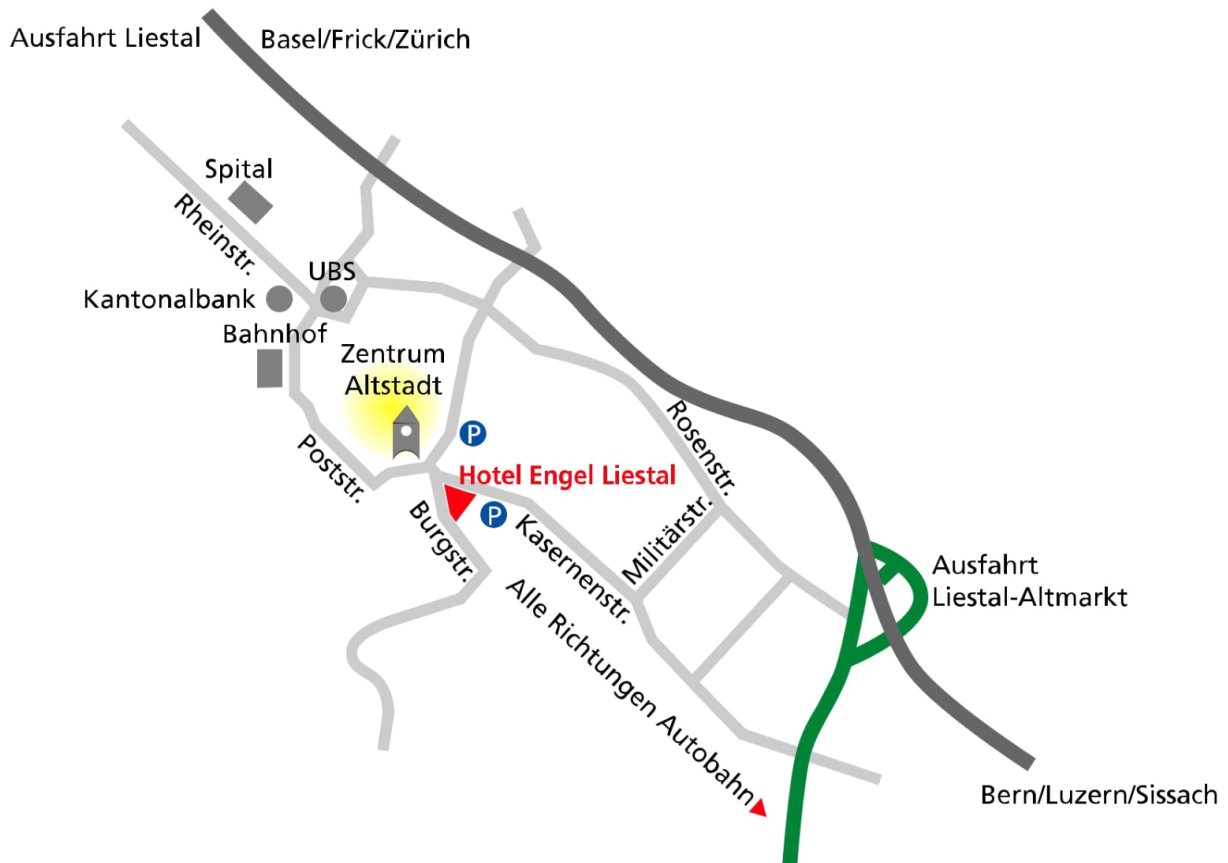 Ausfahrt Liestal
Basel/Frick/Zürich
Spital
Rheinstr.
UBS
Kantonalbank
Bahnhof
Zentrum
Altstadt
P
Rosenstr.
Poststr.
Hotel Engel Liestal
P
Burgstr.
Kasernenstr.
Militärstr.
Ausfahrt
Liestal-Altmarkt
Alle Richtungen Autobahn
Bern/Luzern/Sissach